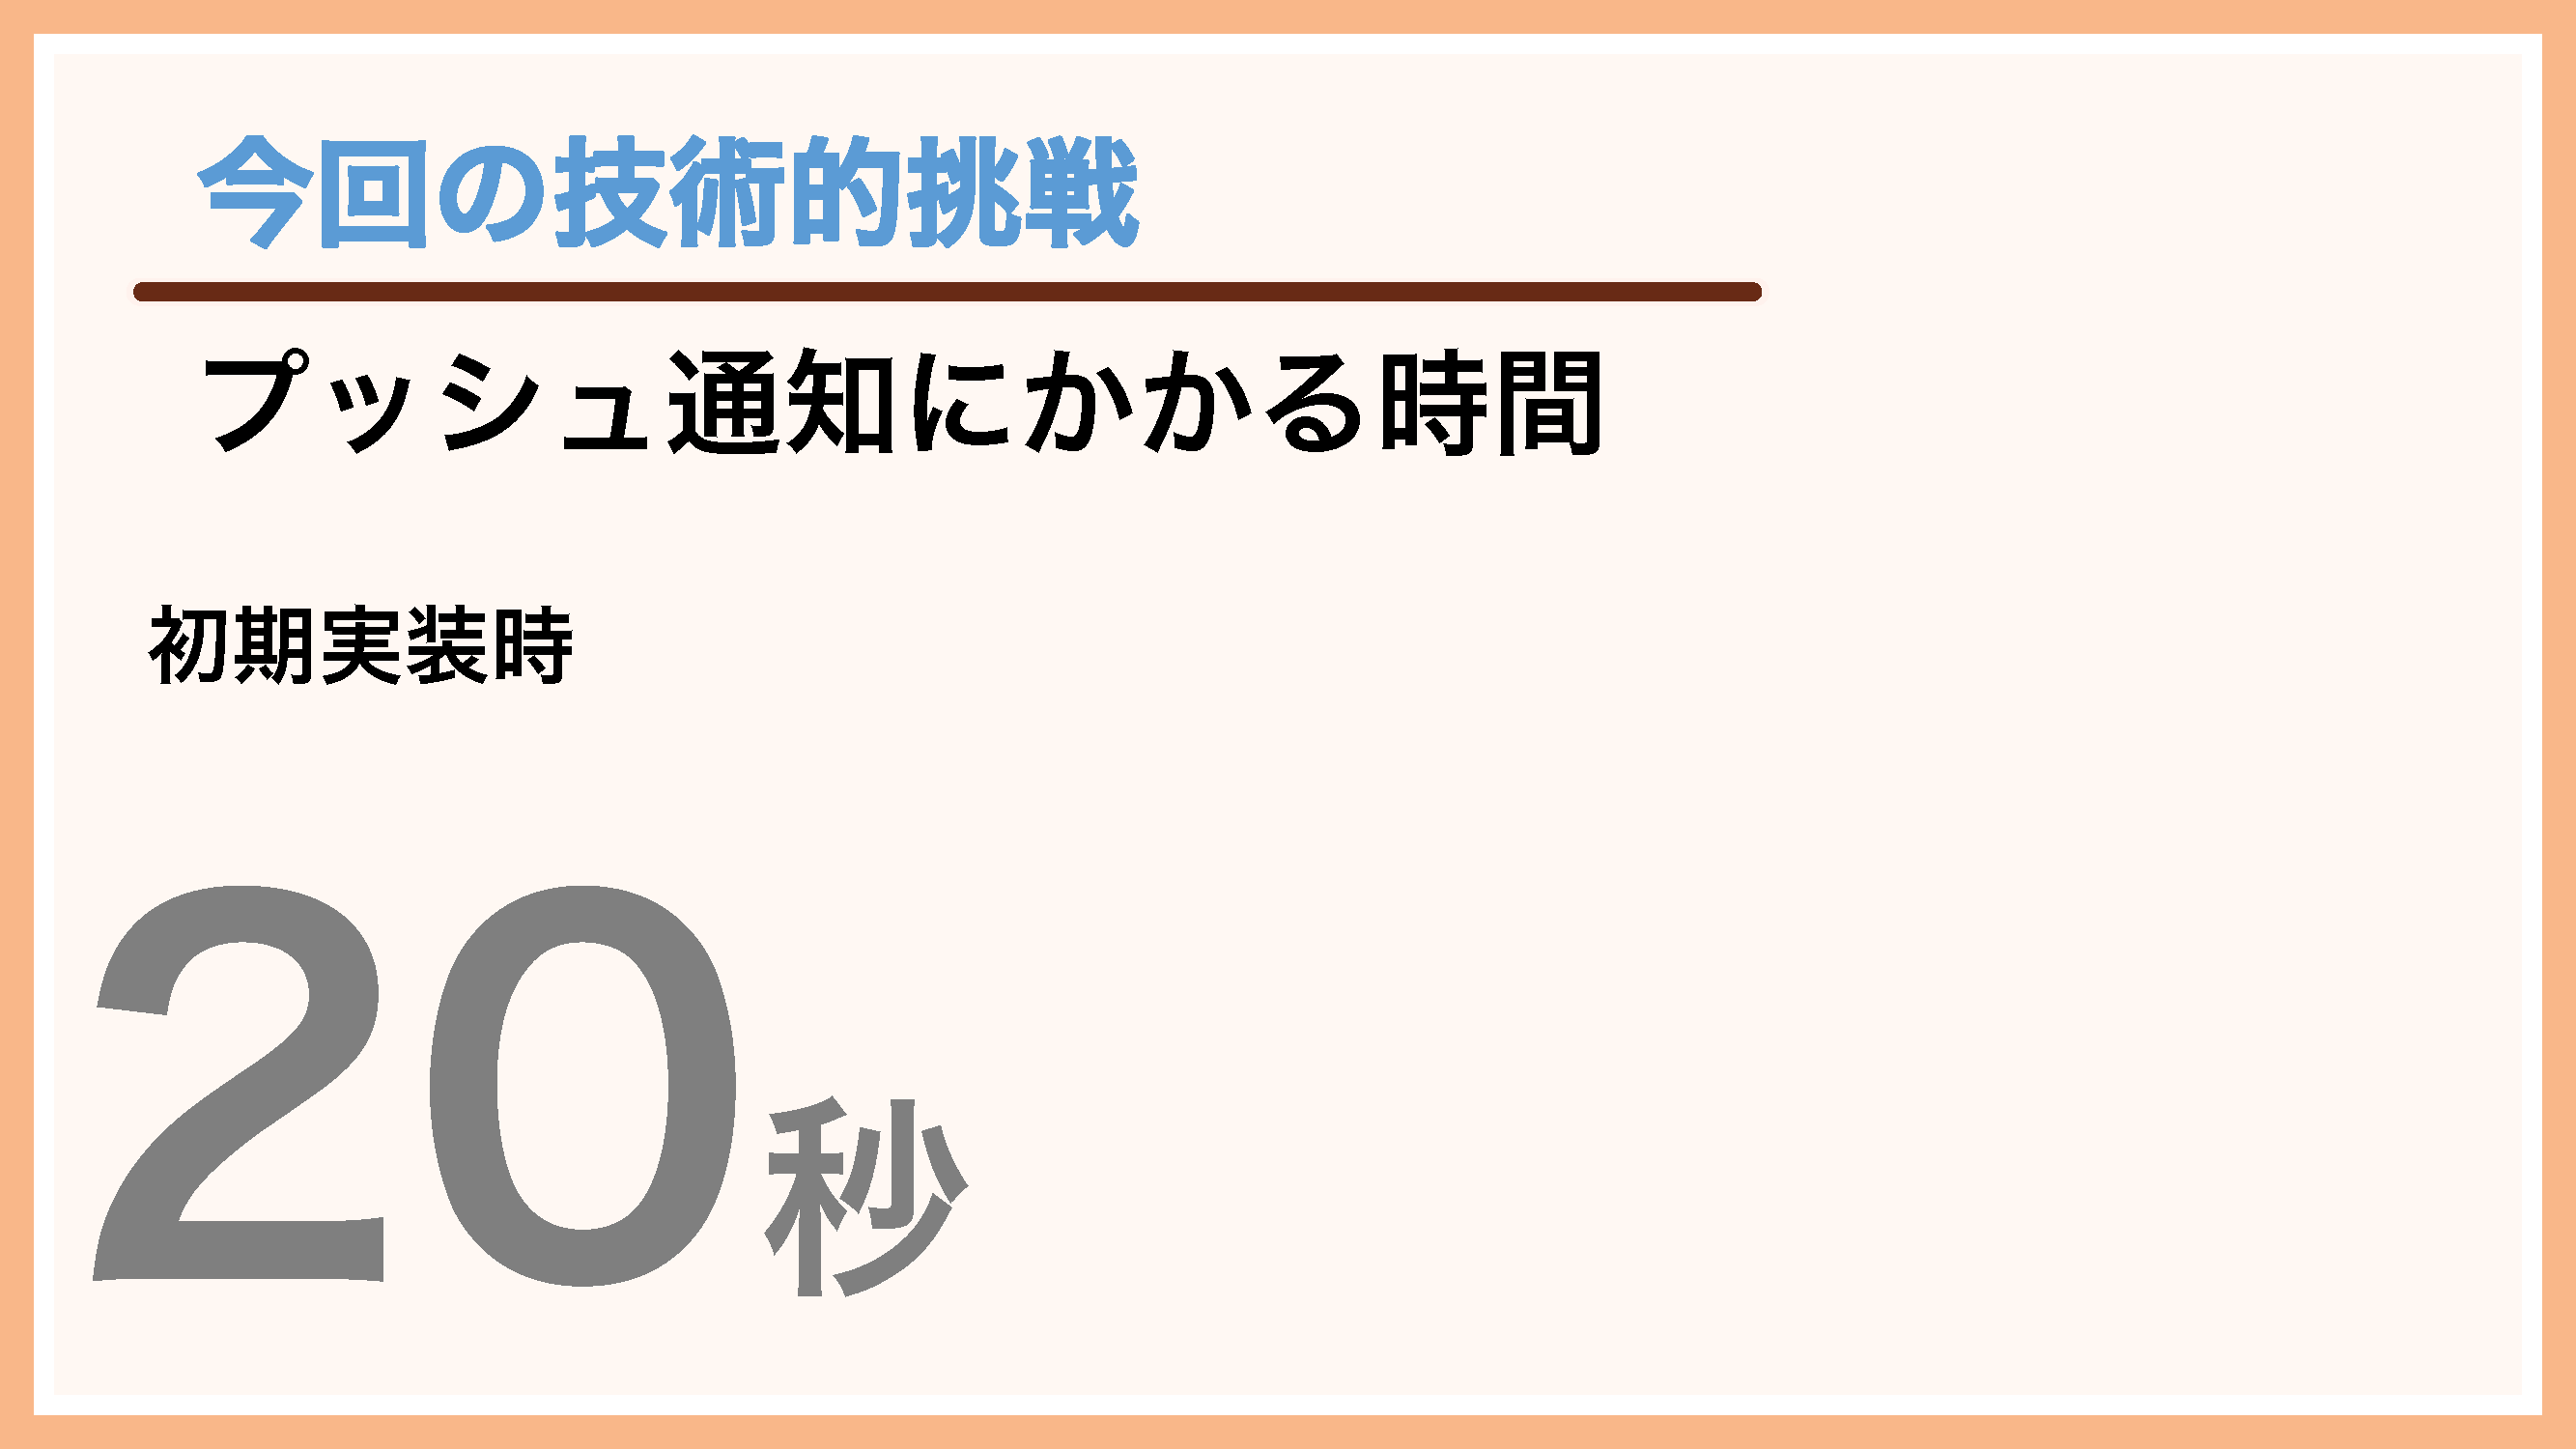 今回の技術的挑戦
プッシュ通知にかかる時間
初期実装時
20秒